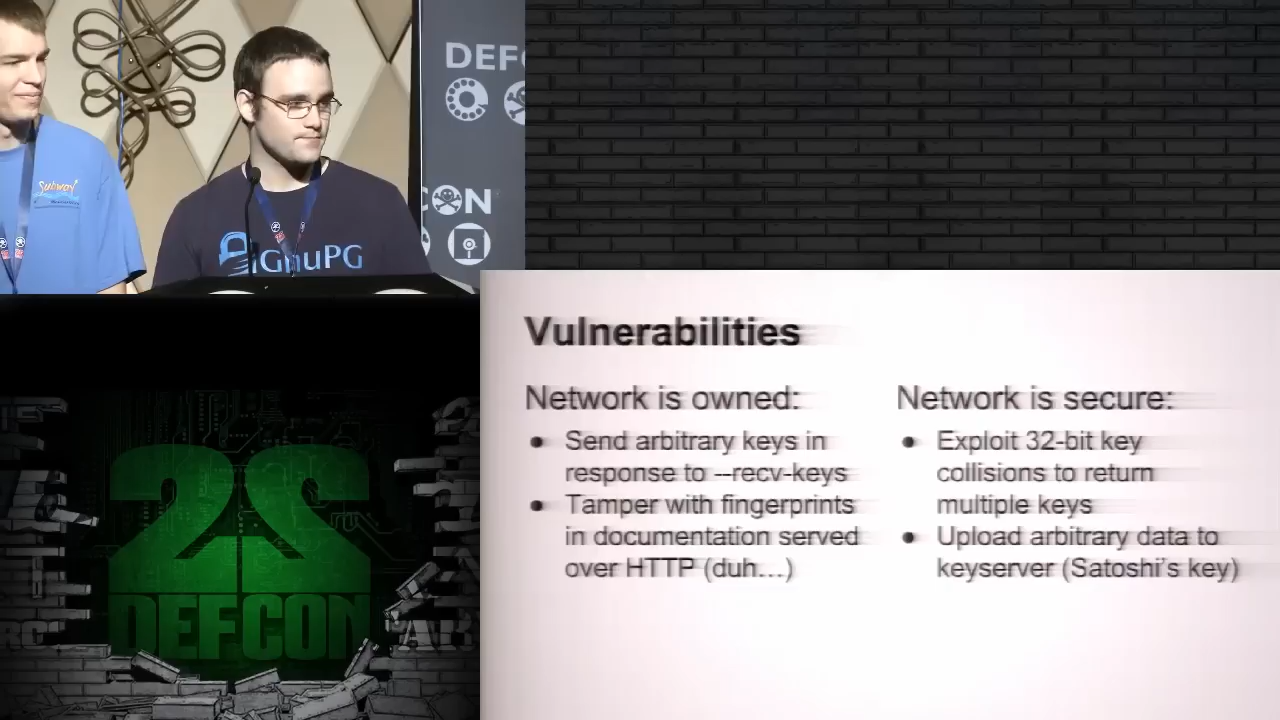 DEFC
CON
Subway
GnuPG
Vulnerabilities
Network is owned:
● Send arbitrary keys in
response to --recv-keys
● Tamper with fingerprints
in documentation served
over HTTP (duh...)
Network is secure:
● Exploit 32-bit key
collisions to return
multiple keys
● Upload arbitrary data to
keyserver (Satoshi's key)
22
DEFCON